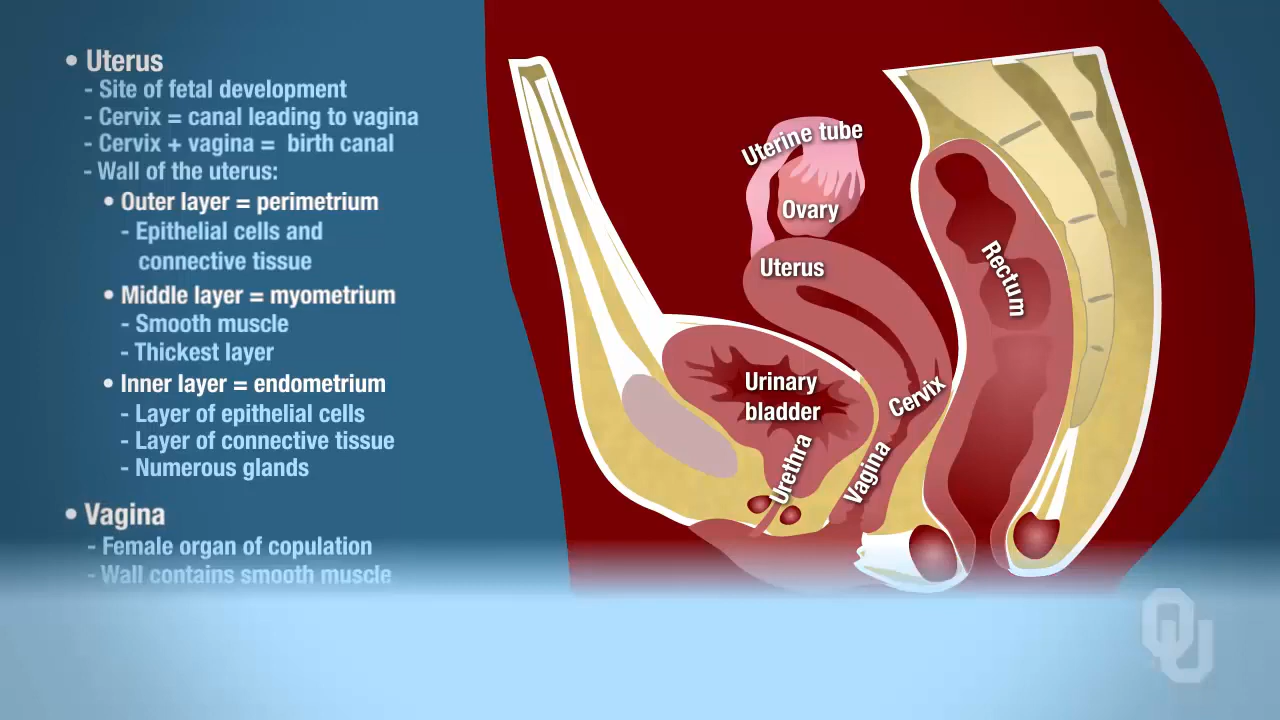 • Uterus
- Site of fetal development
- Cervix = canal leading to vagina
- Cervix + vagina = birth canal
- Wall of the uterus:
• Outer layer = perimetrium
- Epithelial cells and
connective tissue
• Middle layer = myometrium
- Smooth muscle
- Thickest layer
• Inner layer = endometrium
- Layer of epithelial cells
- Layer of connective tissue
- Numerous glands
• Vagina
- Female organ of copulation
- Wall contains smooth muscle
Uterine tube
Ovary
Uterus
Rectum
Urinary
bladder
Cervix
Urethra
Vagina
OU